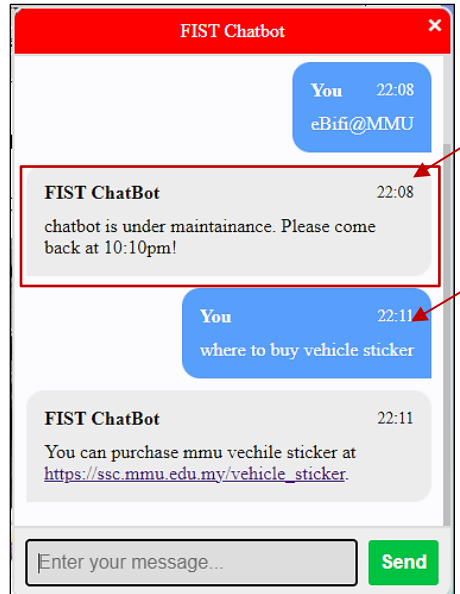 FIST Chatbot ×
You 22:08
eBifi@MMU
FIST ChatBot 22:08
chatbot is under maintainance. Please come
back at 10:10pm!
You 22:11
where to buy vehicle sticker
FIST ChatBot 22:11
You can purchase mmu vechile sticker at
https://ssc.mmu.edu.my/vehicle_sticker.
Enter your message... Send